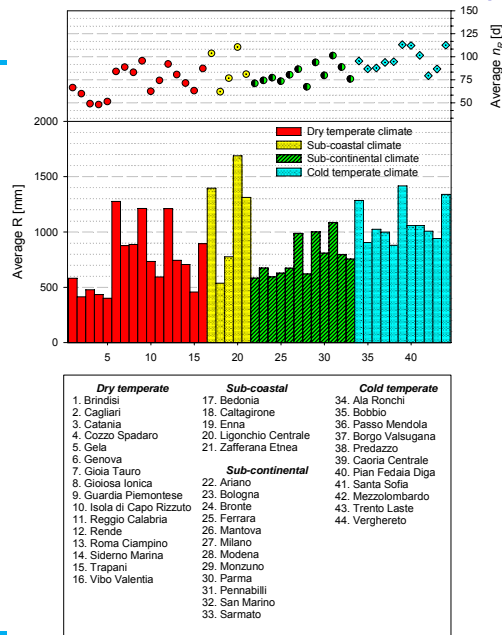 150
125
100
75
50
Average nₚ [d]
2000
1500
1000
500
0
Average R [mm]
Dry temperate climate
Sub-coastal climate
Sub-continental climate
Cold temperate climate
5 10 15 20 25 30 35 40
Dry temperate
1. Brindisi
2. Cagliari
3. Catania
4. Cozzo Spadaro
5. Gela
6. Genova
7. Gioia Tauro
8. Gioiosa Ionica
9. Guardia Piemontese
10. Isola di Capo Rizzuto
11. Reggio Calabria
12. Rende
13. Roma Ciampino
14. Siderno Marina
15. Trapani
16. Vibo Valentia
Sub-coastal
17. Bedonia
18. Caltagirone
19. Enna
20. Ligonchio Centrale
21. Zafferana Etnea
Sub-continental
22. Ariano
23. Bologna
24. Bronte
25. Ferrara
26. Mantova
27. Milano
28. Modena
29. Monzuno
30. Parma
31. Pennabilli
32. San Marino
33. Sarmato
Cold temperate
34. Ala Ronchi
35. Bobbio
36. Passo Mendola
37. Borgo Valsugana
38. Predazzo
39. Caoria Centrale
40. Pian Fedaia Diga
41. Santa Sofia
42. Mezzolombardo
43. Trento Laste
44. Verghereto